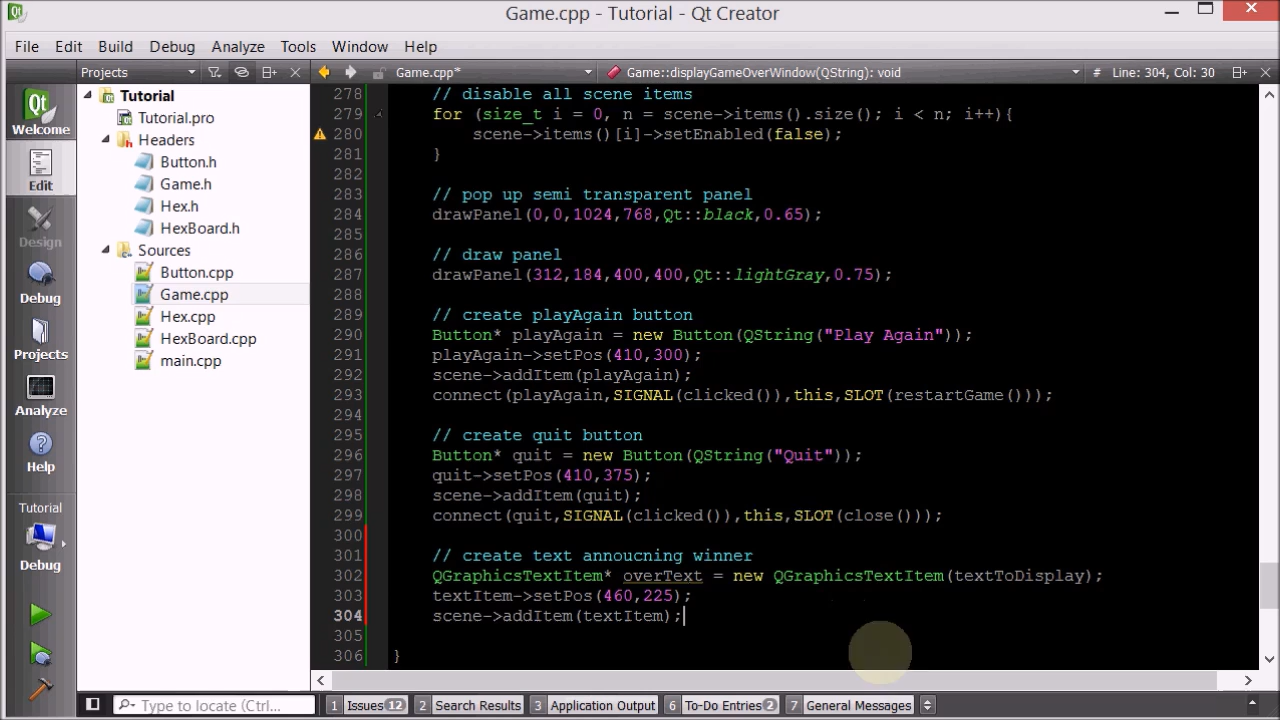 Game.cpp - Tutorial - Qt Creator
File Edit Build Debug Analyze Tools Window Help
Projects Game.cpp* Game::displayGameOverWindow(QString): void # Line: 304, Col: 30
Welcome
Edit
Design
Debug
Projects
Analyze
Help
Tutorial
Debug
Tutorial
Tutorial.pro
Headers
Button.h
Game.h
Hex.h
HexBoard.h
Sources
Button.cpp
Game.cpp
Hex.cpp
HexBoard.cpp
main.cpp
278 // disable all scene items
279 for (size_t i = 0, n = scene->items().size(); i < n; i++){
280 scene->items()[i]->setEnabled(false);
281 }
282
283 // pop up semi transparent panel
284 drawPanel(0,0,1024,768,Qt::black,0.65);
285
286 // draw panel
287 drawPanel(312,184,400,400,Qt::lightGray,0.75);
288
289 // create playAgain button
290 Button* playAgain = new Button(QString("Play Again"));
291 playAgain->setPos(410,300);
292 scene->addItem(playAgain);
293 connect(playAgain,SIGNAL(clicked()),this,SLOT(restartGame()));
294
295 // create quit button
296 Button* quit = new Button(QString("Quit"));
297 quit->setPos(410,375);
298 scene->addItem(quit);
299 connect(quit,SIGNAL(clicked()),this,SLOT(close()));
300
301 // create text annoucning winner
302 QGraphicsTextItem* overText = new QGraphicsTextItem(textToDisplay);
303 textItem->setPos(460,225);
304 scene->addItem(textItem);
305
306 }
Type to locate (Ctrl... 1 Issues 12 2 Search Results 3 Application Output 6 To-Do Entries 2 7 General Messages